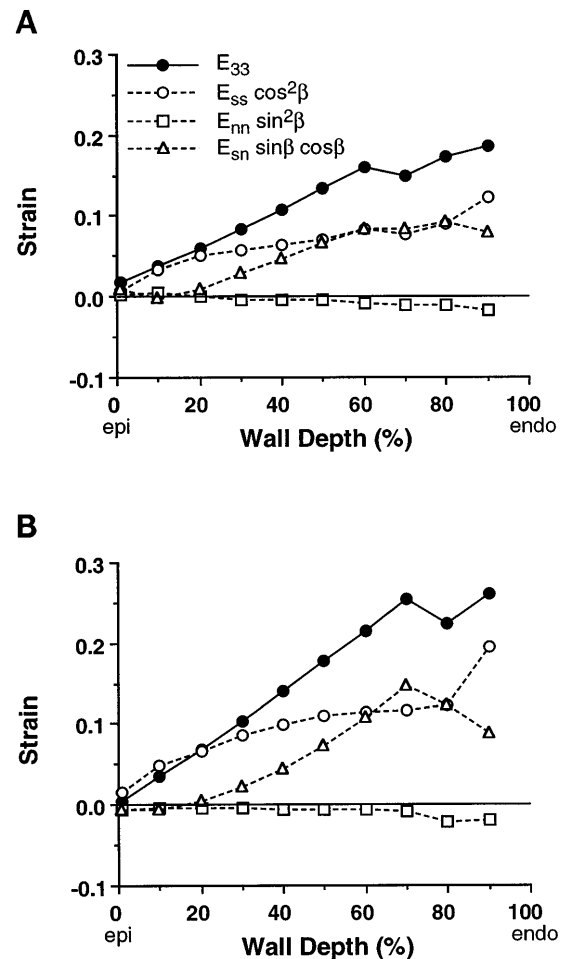 A
0.3
0.2
0.1
0.0
-0.1
Strain
E33
Ess cos²β
Enn sin²β
Esn sinβ cosβ
0 20 40 60 80 100
epi endo
Wall Depth (%)
B
0.3
0.2
0.1
0.0
-0.1
Strain
0 20 40 60 80 100
epi endo
Wall Depth (%)